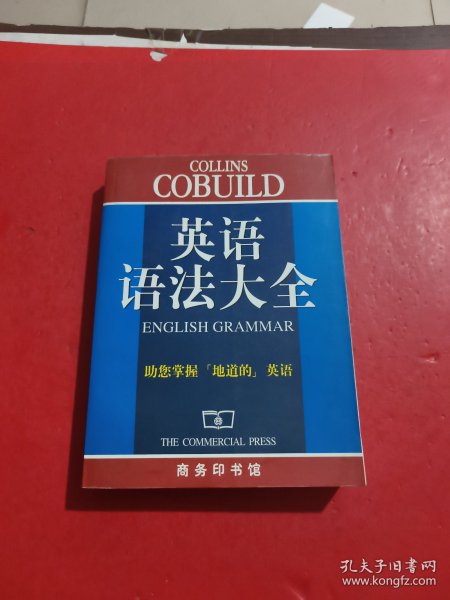 COLLINS
COBUILD
英语
语法大全
ENGLISH GRAMMAR
助您掌握「地道的」英语
THE COMMERCIAL PRESS
商务印书馆
孔夫子旧书网
www.kongfz.com